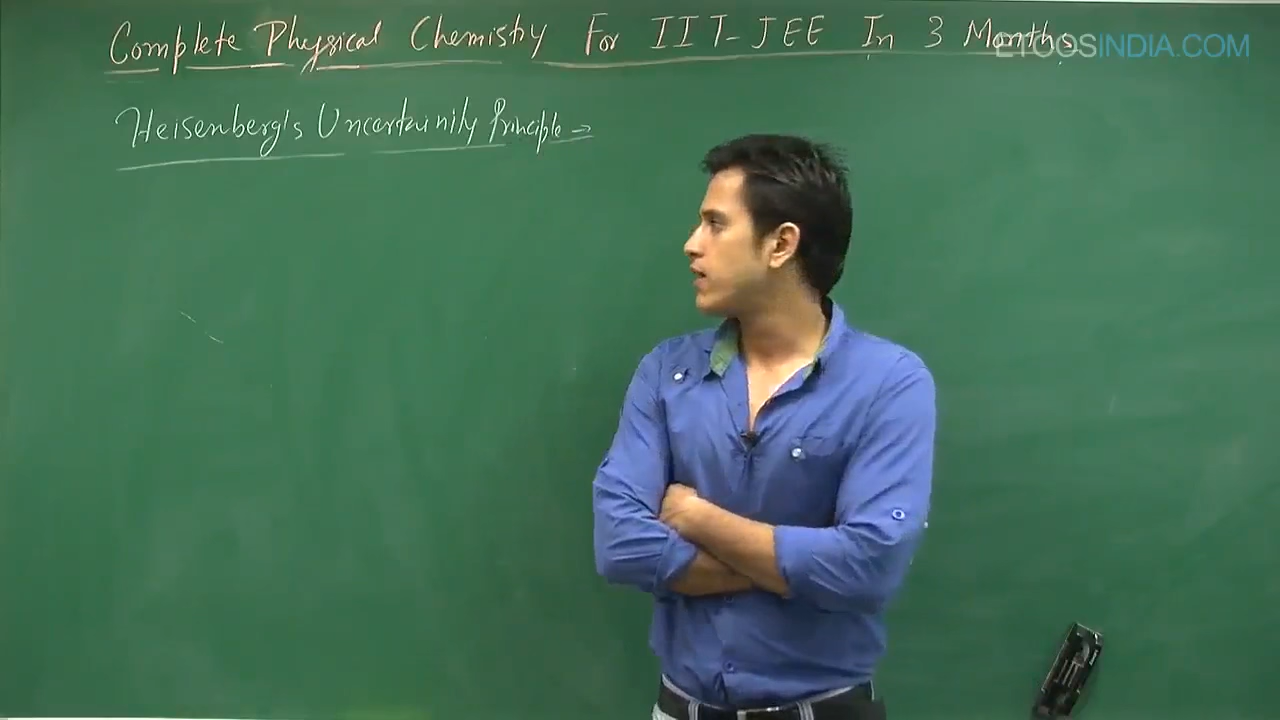 Complete Physical Chemistry For IIT-JEE In 3 Months
ETOOSINDIA.COM
Heisenberg's Uncertainity Principle →